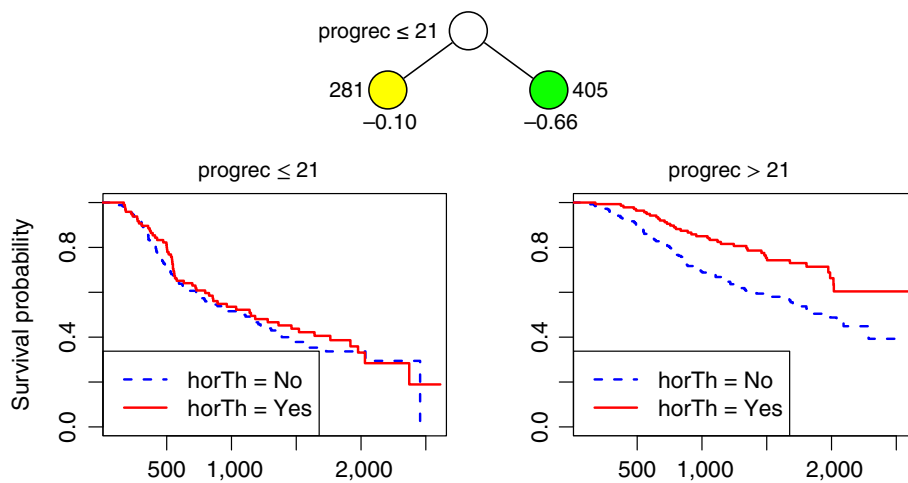 progrec ≤ 21
281
405
−0.10
−0.66
progrec ≤ 21
progrec > 21
Survival probability
0.8
0.4
0.0
horTh = No
horTh = Yes
500 1,000 2,000
0.8
0.4
0.0
horTh = No
horTh = Yes
500 1,000 2,000